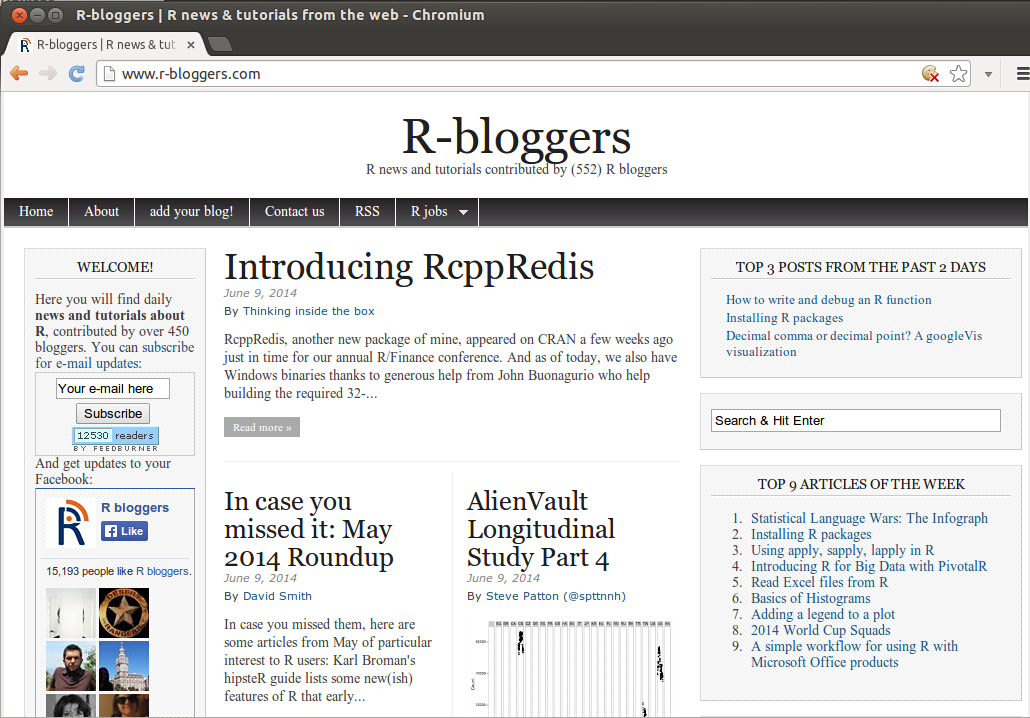 R-bloggers | R news & tutorials from the web - Chromium
R-bloggers | R news & tut
www.r-bloggers.com
R-bloggers
R news and tutorials contributed by (552) R bloggers
Home About add your blog! Contact us RSS R jobs
WELCOME!
Here you will find daily
news and tutorials about
R, contributed by over 450
bloggers. You can subscribe
for e-mail updates:
Your e-mail here
Subscribe
12530 readers
BY FEEDBURNER
And get updates to your
Facebook:
R bloggers
Like
15,193 people like R bloggers.
DESERT
RANGERS
Introducing RcppRedis
June 9, 2014
By Thinking inside the box
RcppRedis, another new package of mine, appeared on CRAN a few weeks ago
just in time for our annual R/Finance conference. And as of today, we also have
Windows binaries thanks to generous help from John Buonagurio who help
building the required 32-...
Read more »
In case you
missed it: May
2014 Roundup
June 9, 2014
By David Smith
In case you missed them, here are
some articles from May of particular
interest to R users: Karl Broman's
hipsteR guide lists some new(ish)
features of R that early...
AlienVault
Longitudinal
Study Part 4
June 9, 2014
By Steve Patton (@spttnnh)
Count
TOP 3 POSTS FROM THE PAST 2 DAYS
How to write and debug an R function
Installing R packages
Decimal comma or decimal point? A googleVis
visualization
Search & Hit Enter
TOP 9 ARTICLES OF THE WEEK
1. Statistical Language Wars: The Infograph
2. Installing R packages
3. Using apply, sapply, lapply in R
4. Introducing R for Big Data with PivotalR
5. Read Excel files from R
6. Basics of Histograms
7. Adding a legend to a plot
8. 2014 World Cup Squads
9. A simple workflow for using R with
Microsoft Office products